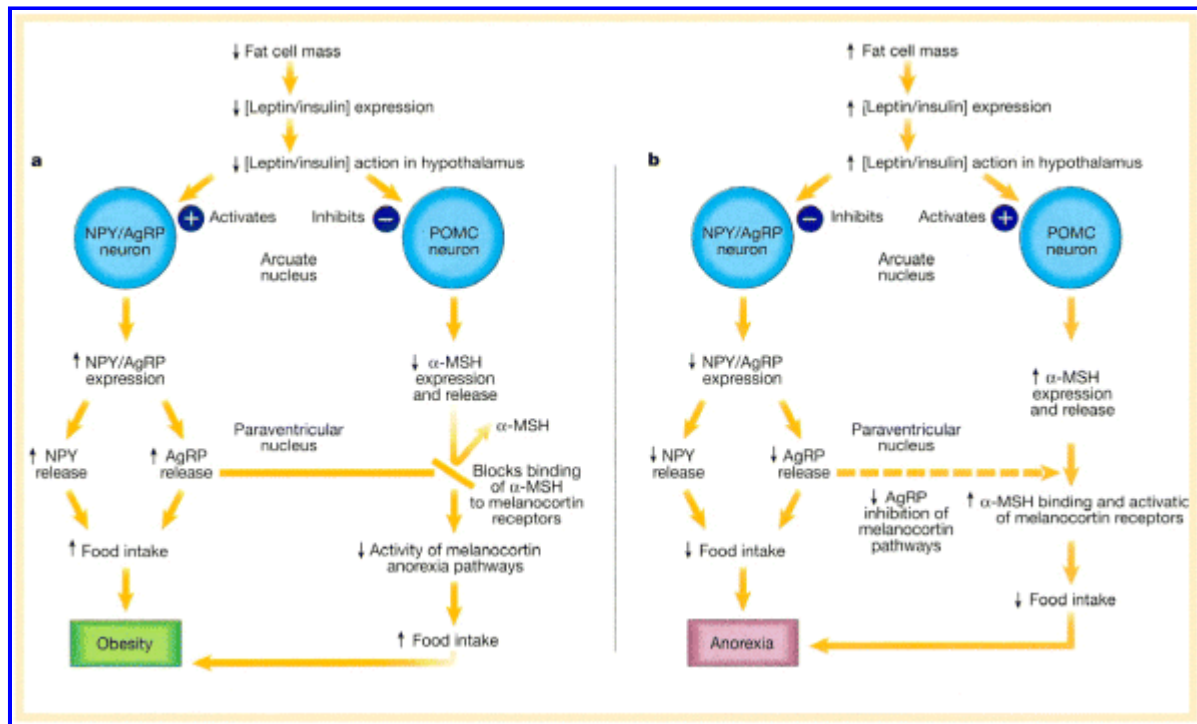 ↓ Fat cell mass
↓ [Leptin/insulin] expression
↓ [Leptin/insulin] action in hypothalamus
a
NPY/AgRP
neuron
+ Activates
Inhibits −
POMC
neuron
Arcuate
nucleus
↑ NPY/AgRP
expression
↓ α-MSH
expression
and release
α-MSH
Paraventricular
nucleus
↑ NPY
release
↑ AgRP
release
Blocks binding
of α-MSH
to melanocortin
receptors
↑ Food intake
↓ Activity of melanocortin
anorexia pathways
Obesity
↑ Food intake
↑ Fat cell mass
↑ [Leptin/insulin] expression
↑ [Leptin/insulin] action in hypothalamus
b
NPY/AgRP
neuron
− Inhibits
Activates +
POMC
neuron
Arcuate
nucleus
↓ NPY/AgRP
expression
↑ α-MSH
expression
and release
Paraventricular
nucleus
↓ NPY
release
↓ AgRP
release
↓ AgRP
inhibition of
melanocortin
pathways
↑ α-MSH binding and activatic
of melanocortin receptors
↓ Food intake
↓ Food intake
Anorexia